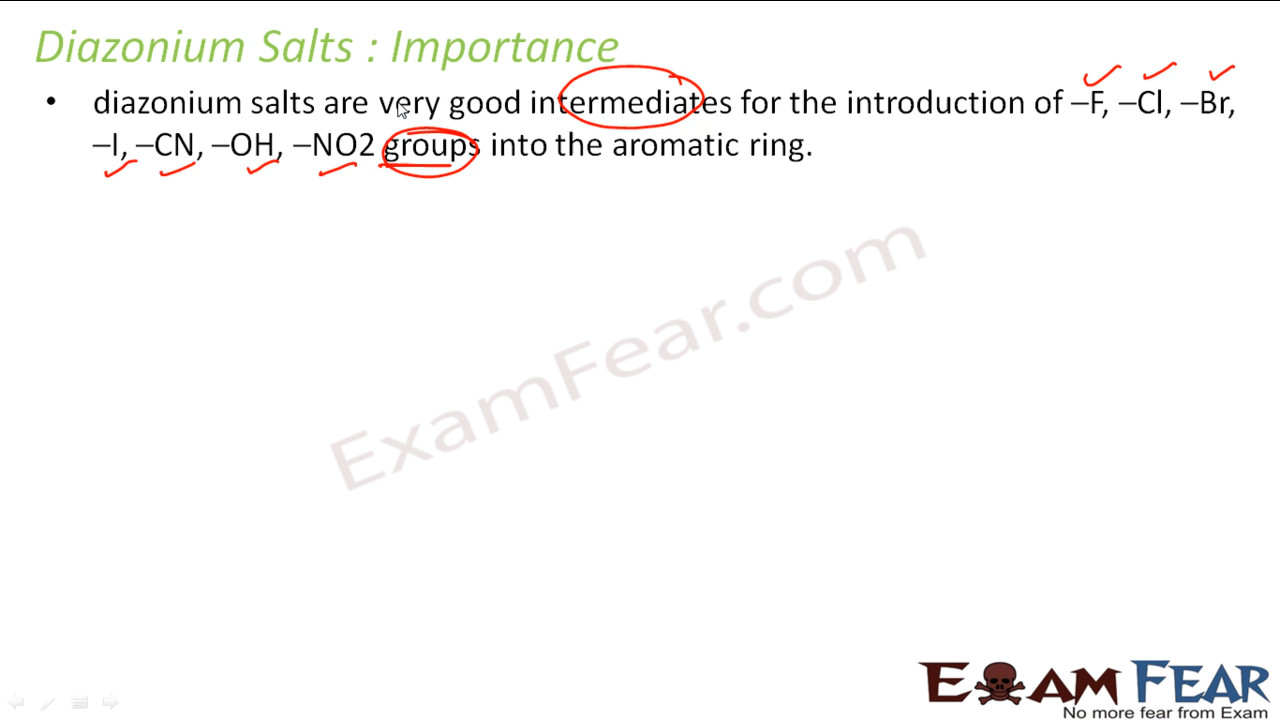 Diazonium Salts : Importance
• diazonium salts are very good intermediates for the introduction of –F, –Cl, –Br,
–I, –CN, –OH, –NO2 groups into the aromatic ring.
ExamFear.com
EXAM FEAR
No more fear from Exam